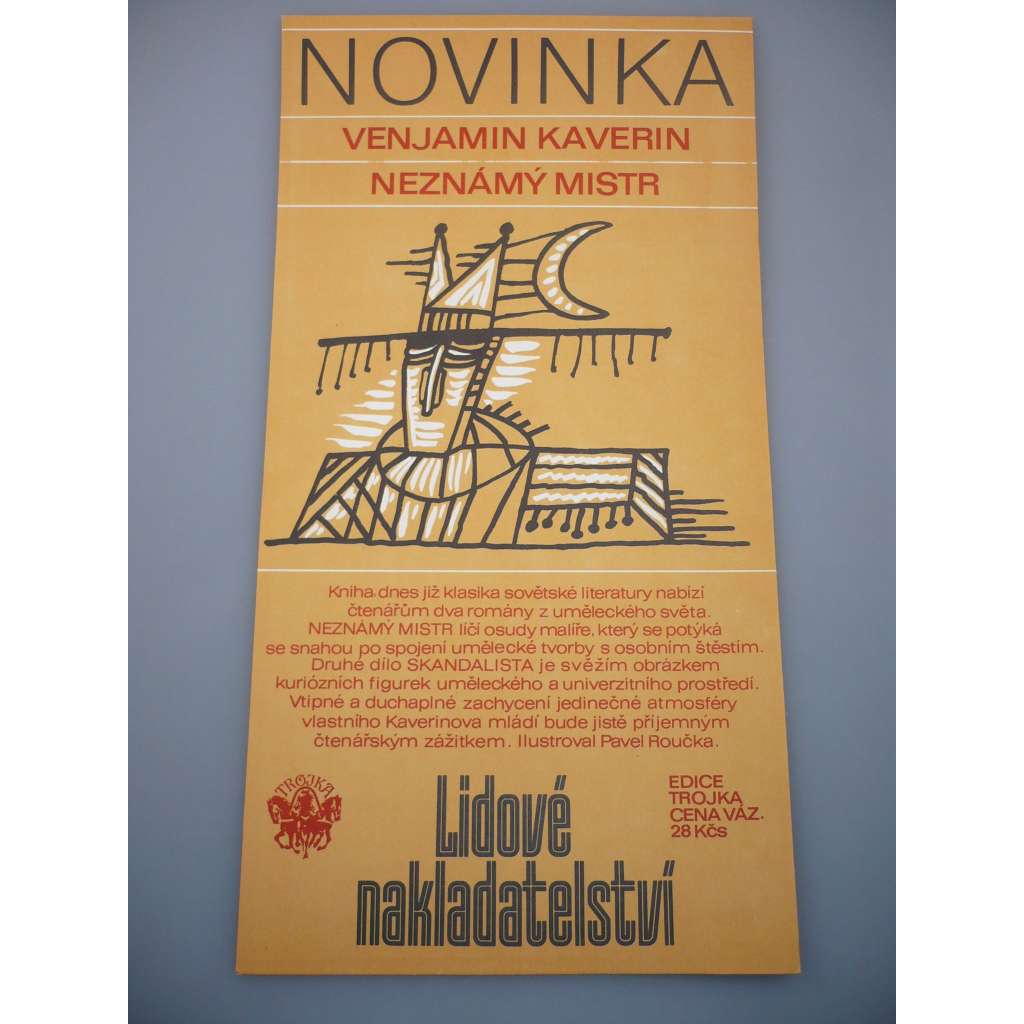 NOVINKA
VENJAMIN KAVERIN
NEZNÁMÝ MISTR
Kniha, dnes již klasika sovětské literatury nabízí
čtenářům dva romány z uměleckého světa.
NEZNÁMÝ MISTR líčí osudy malíře, který se potýká
se snahou po spojení umělecké tvorby s osobním štěstím.
Druhé dílo SKANDALISTA je svěžím obrázkem
kuriózních figurek uměleckého a univerzitního prostředí.
Vtipné a duchaplné zachycení jedinečné atmosféry
vlastního Kaverinova mládí bude jistě příjemným
čtenářským zážitkem. Ilustroval Pavel Roučka.
TROJKA
Lidové
nakladatelství
EDICE
TROJKA
CENA VÁZ.
28 Kčs